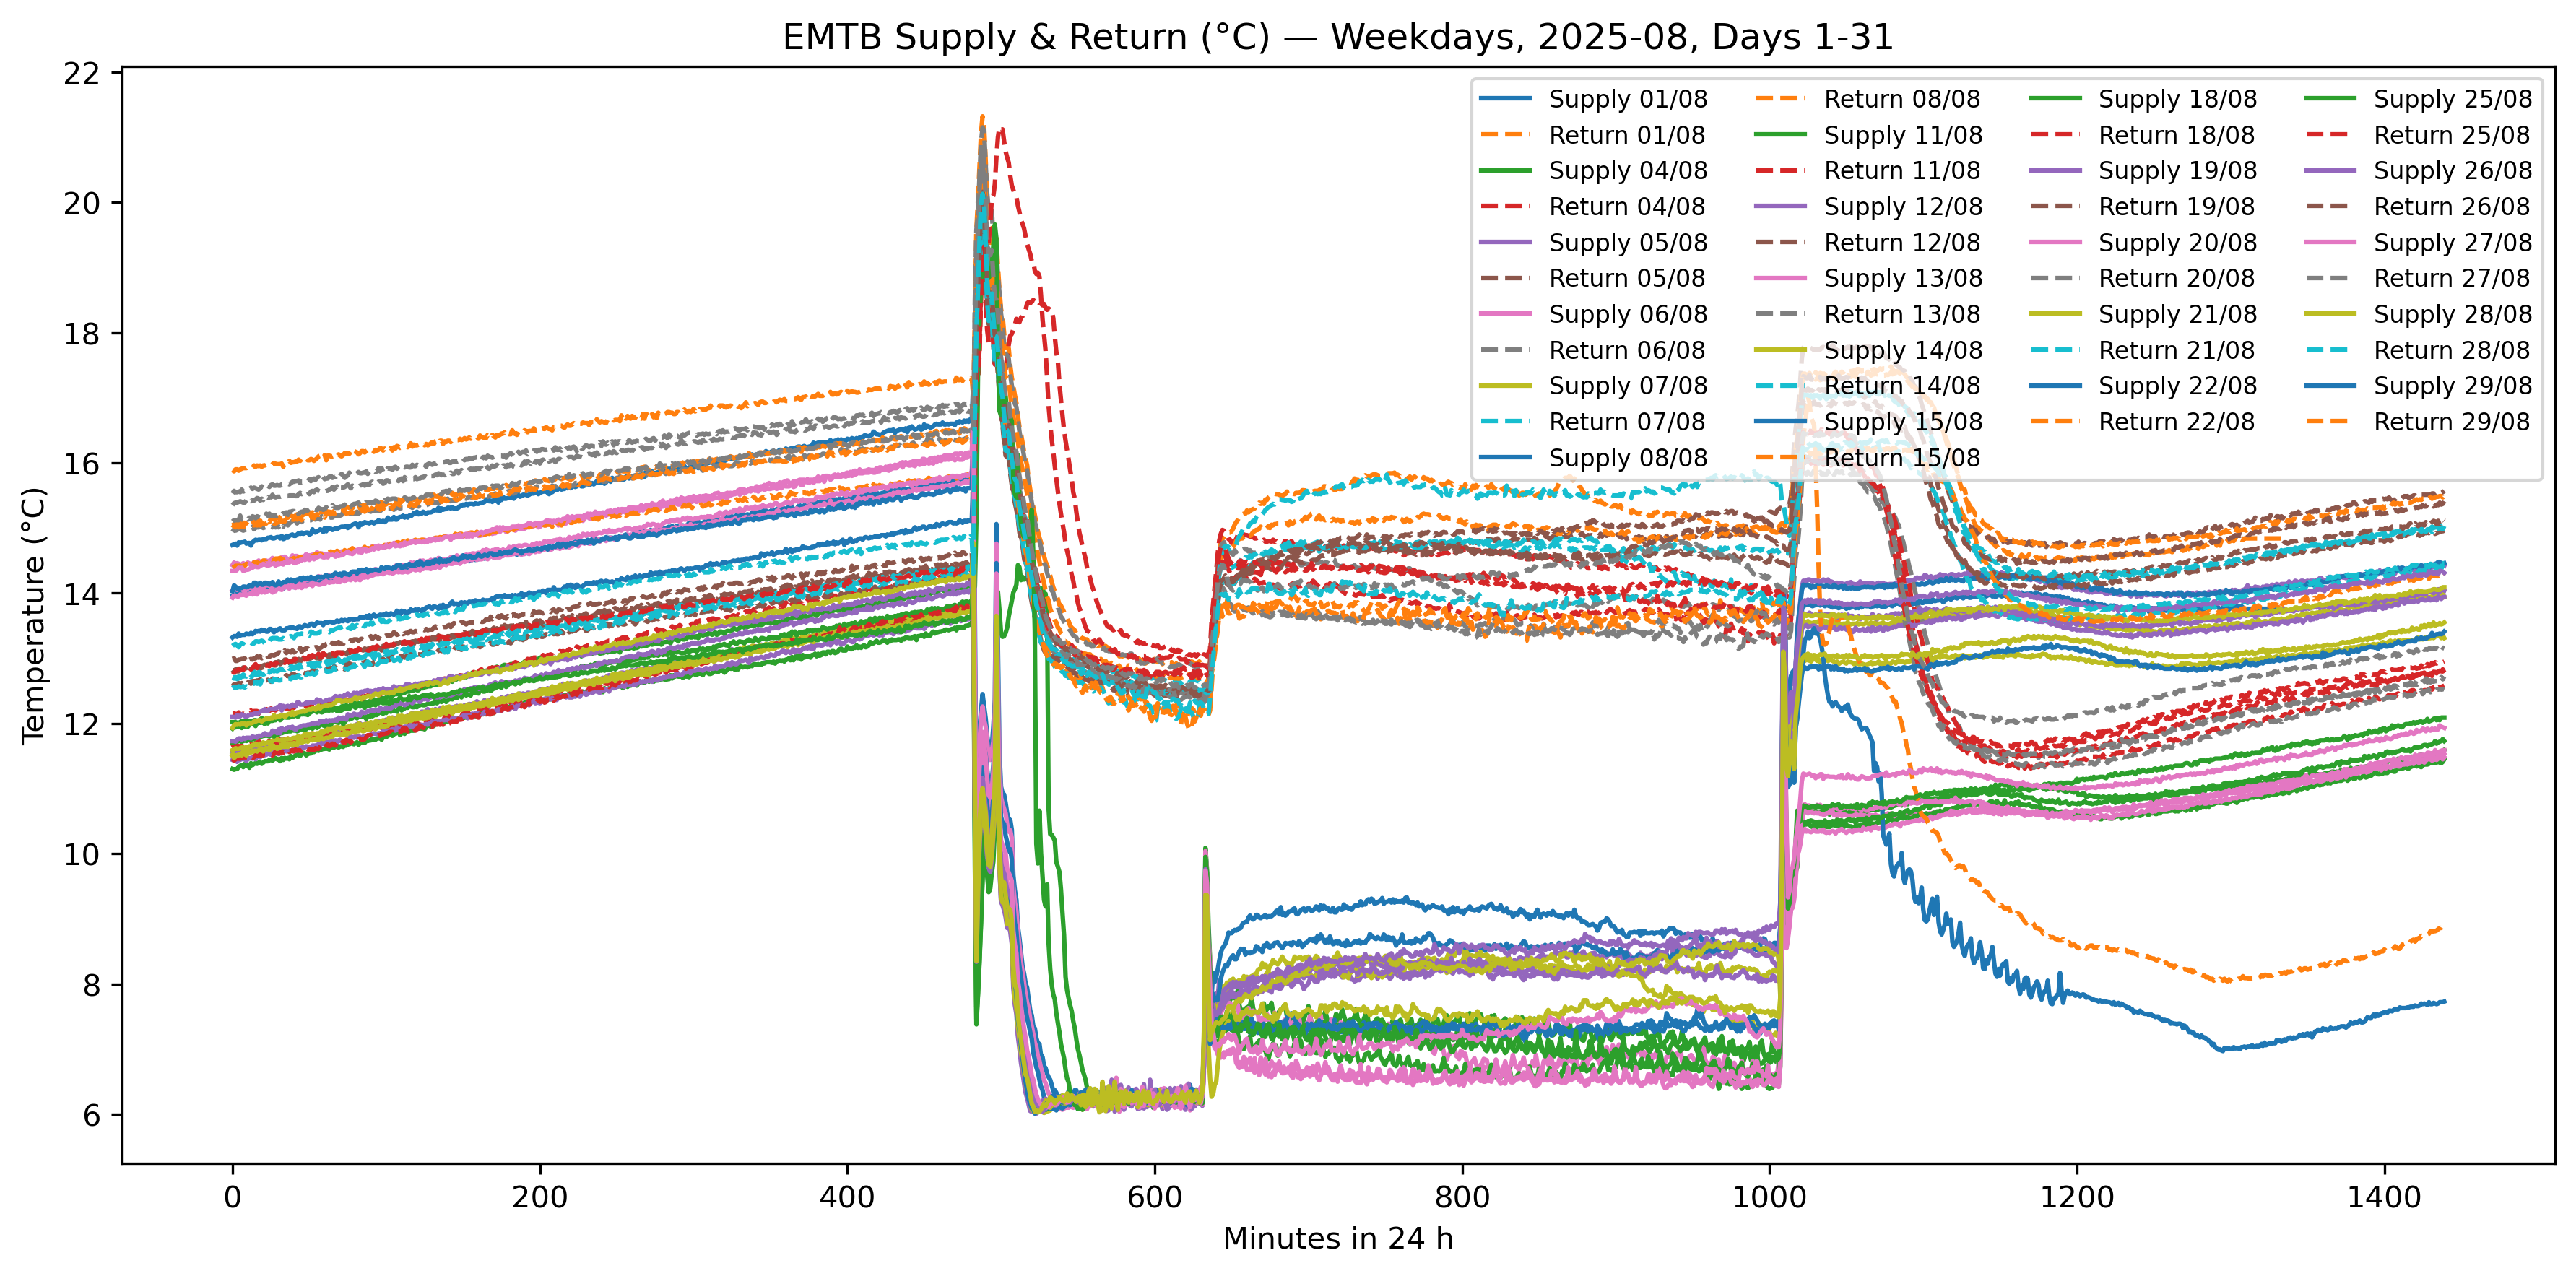 EMTB Supply & Return (°C) — Weekdays, 2025-08, Days 1-31
22
20
18
16
14
12
10
8
6
Temperature (°C)
0
200
400
600
800
1000
1200
1400
Minutes in 24 h
Supply 01/08
Return 01/08
Supply 04/08
Return 04/08
Supply 05/08
Return 05/08
Supply 06/08
Return 06/08
Supply 07/08
Return 07/08
Supply 08/08
Return 08/08
Supply 11/08
Return 11/08
Supply 12/08
Return 12/08
Supply 13/08
Return 13/08
Supply 14/08
Return 14/08
Supply 15/08
Return 15/08
Supply 18/08
Return 18/08
Supply 19/08
Return 19/08
Supply 20/08
Return 20/08
Supply 21/08
Return 21/08
Supply 22/08
Return 22/08
Supply 25/08
Return 25/08
Supply 26/08
Return 26/08
Supply 27/08
Return 27/08
Supply 28/08
Return 28/08
Supply 29/08
Return 29/08